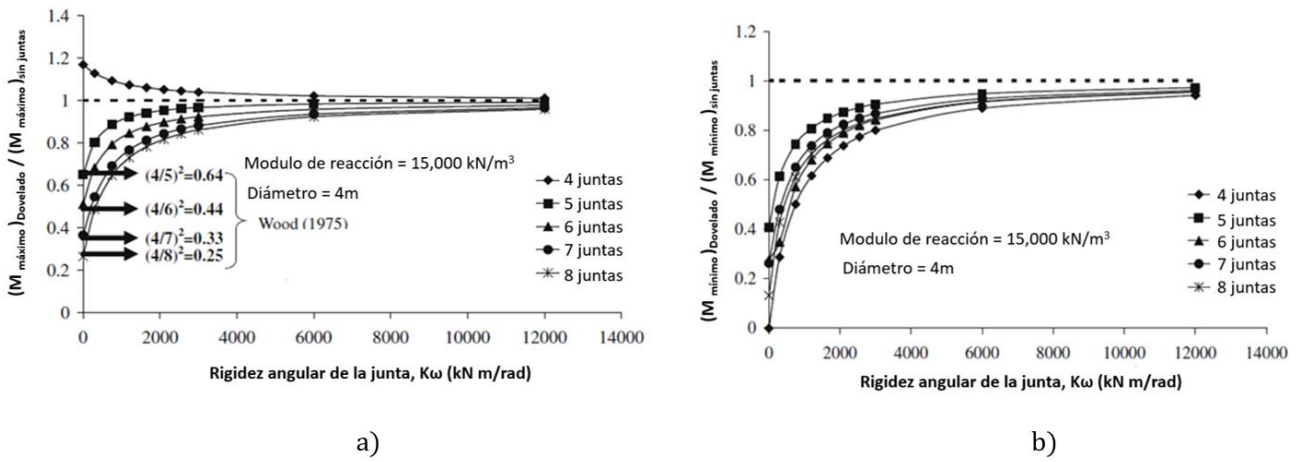 (M máximo)Dovelado / (M máximo)sin juntas
1.4
1.2
1
0.8
0.6
0.4
0.2
0
(4/5)²=0.64
(4/6)²=0.44
(4/7)²=0.33
(4/8)²=0.25
Wood (1975)
Modulo de reacción = 15,000 kN/m³
Diámetro = 4m
4 juntas
5 juntas
6 juntas
7 juntas
8 juntas
0 2000 4000 6000 8000 10000 12000 14000
Rigidez angular de la junta, Kω (kN m/rad)
a)
(M mínimo)Dovelado / (M mínimo)sin juntas
1.2
1
0.8
0.6
0.4
0.2
0
Modulo de reacción = 15,000 kN/m³
Diámetro = 4m
4 juntas
5 juntas
6 juntas
7 juntas
8 juntas
0 2000 4000 6000 8000 10000 12000 14000
Rigidez angular de la junta, Kω (kN m/rad)
b)